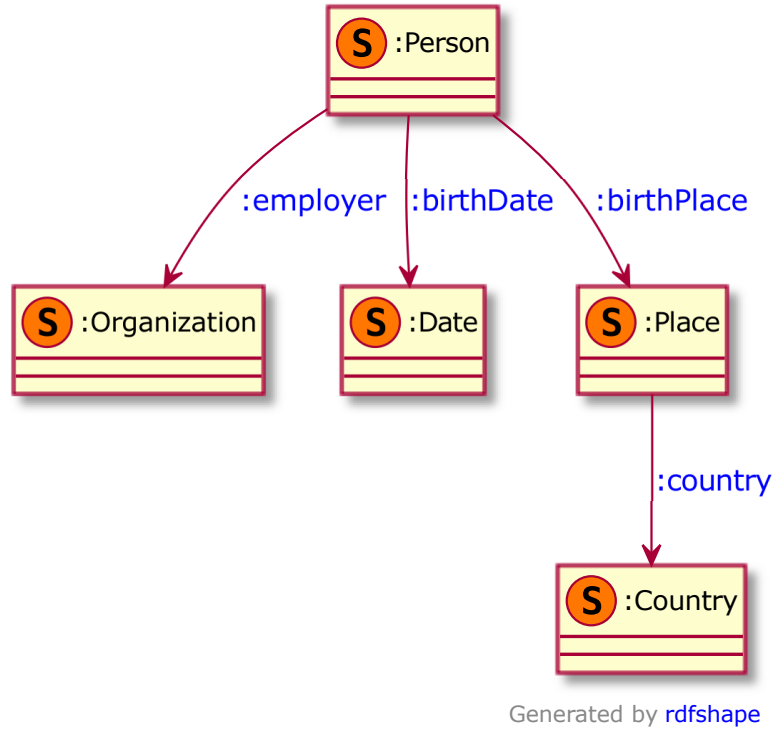 S :Person
:employer :birthDate :birthPlace
S :Organization S :Date S :Place
:country
S :Country
Generated by rdfshape